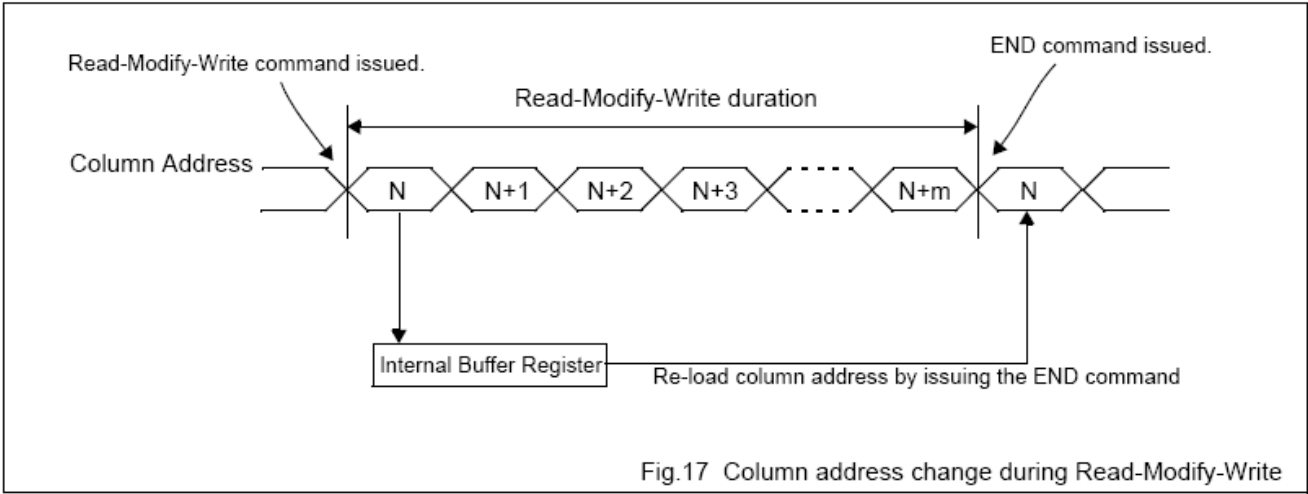 END command issued.
Read-Modify-Write command issued.
Read-Modify-Write duration
Column Address
N
N+1
N+2
N+3
N+m
N
Internal Buffer Register
Re-load column address by issuing the END command
Fig.17 Column address change during Read-Modify-Write